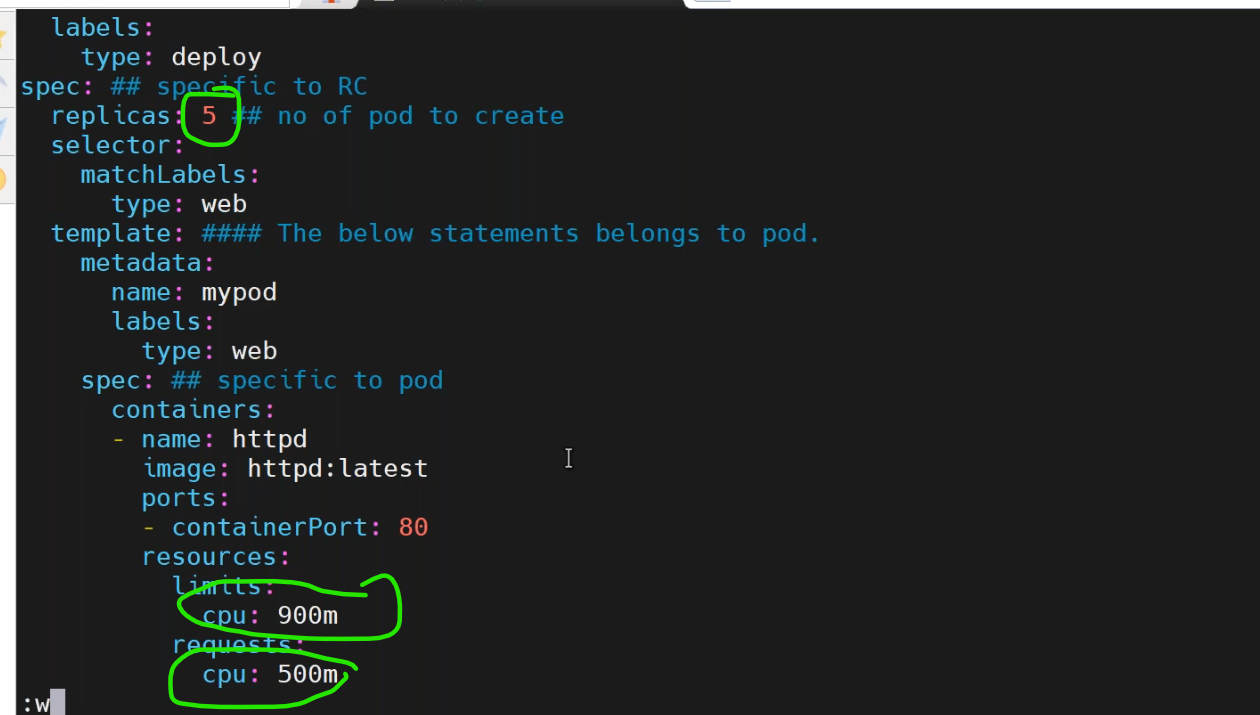 labels:
    type: deploy
spec: ## specific to RC
  replicas: 5 ## no of pod to create
  selector:
    matchLabels:
      type: web
  template: #### The below statements belongs to pod.
    metadata:
      name: mypod
      labels:
        type: web
    spec: ## specific to pod
      containers:
      - name: httpd
        image: httpd:latest
        ports:
        - containerPort: 80
        resources:
          limits:
            cpu: 900m
          requests:
            cpu: 500m
:w